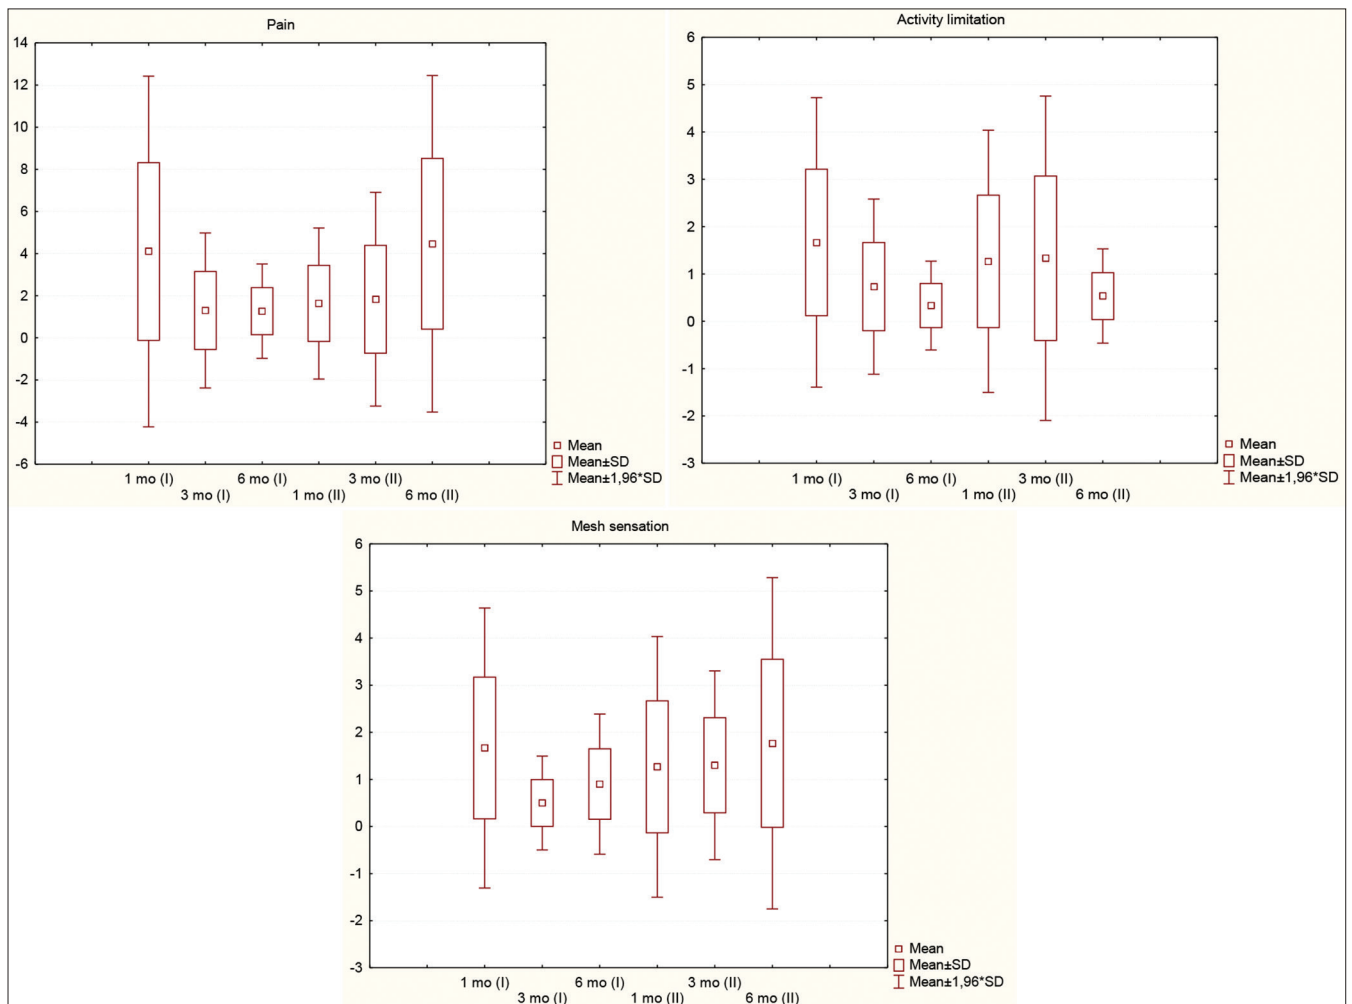 Pain
14
12
10
8
6
4
2
0
-2
-4
-6
1 mo (I)
3 mo (I)
6 mo (I)
1 mo (II)
3 mo (II)
6 mo (II)
Mean
Mean±SD
Mean±1,96*SD
Activity limitation
6
5
4
3
2
1
0
-1
-2
-3
1 mo (I)
3 mo (I)
6 mo (I)
1 mo (II)
3 mo (II)
6 mo (II)
Mean
Mean±SD
Mean±1,96*SD
Mesh sensation
6
5
4
3
2
1
0
-1
-2
-3
1 mo (I)
3 mo (I)
6 mo (I)
1 mo (II)
3 mo (II)
6 mo (II)
Mean
Mean±SD
Mean±1,96*SD